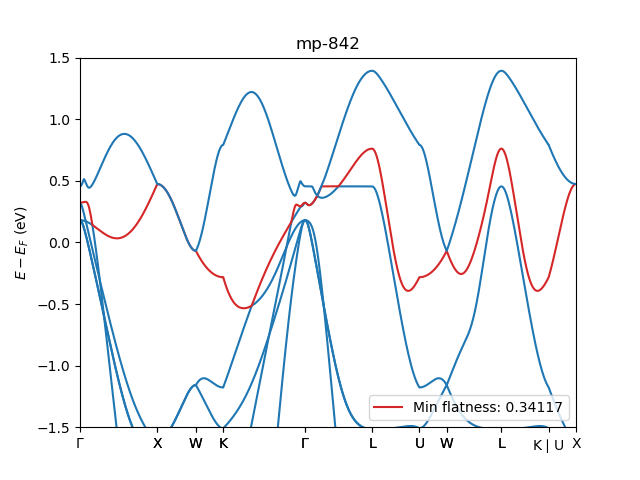 mp-842
E − E_F (eV)
1.5
1.0
0.5
0.0
−0.5
−1.0
−1.5
Min flatness: 0.34117
Γ X W K Γ L U W L K | U X